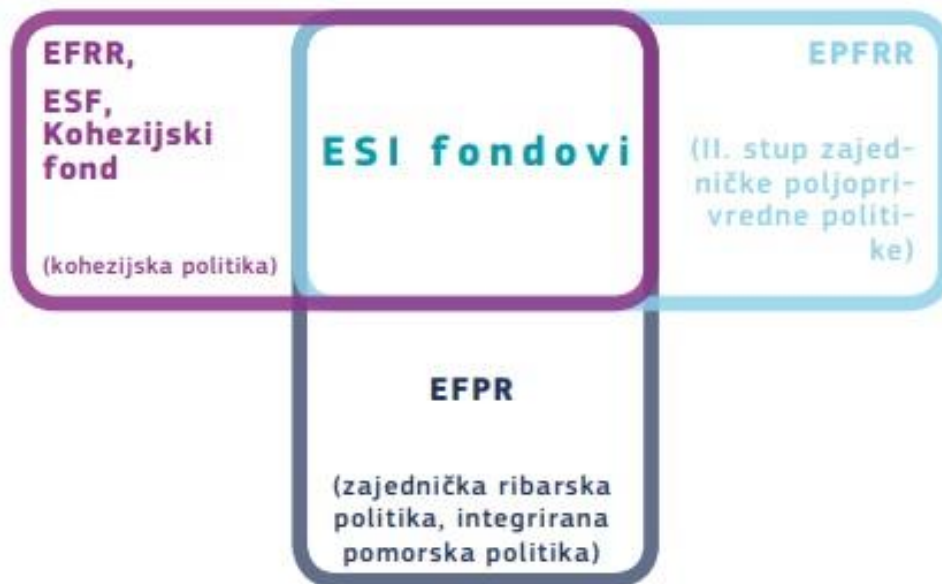 EFRR,
ESF,
Kohezijski
fond
(kohezijska politika)
ESI fondovi
EPFRR
(II. stup zajed-
ničke poljopri-
vredne politi-
ke)
EFPR
(zajednička ribarska
politika, integrirana
pomorska politika)